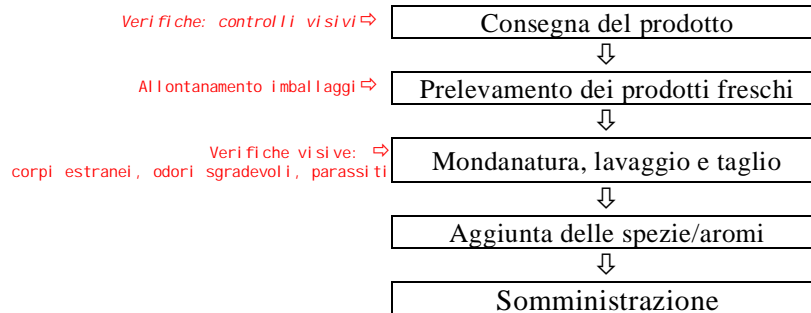 Verifiche: controlli visivi ⇨
Consegna del prodotto
Allontanamento imballaggi ⇨
Prelevamento dei prodotti freschi
Verifiche visive: ⇨
corpi estranei, odori sgradevoli, parassiti
Mondanatura, lavaggio e taglio
Aggiunta delle spezie/aromi
Somministrazione